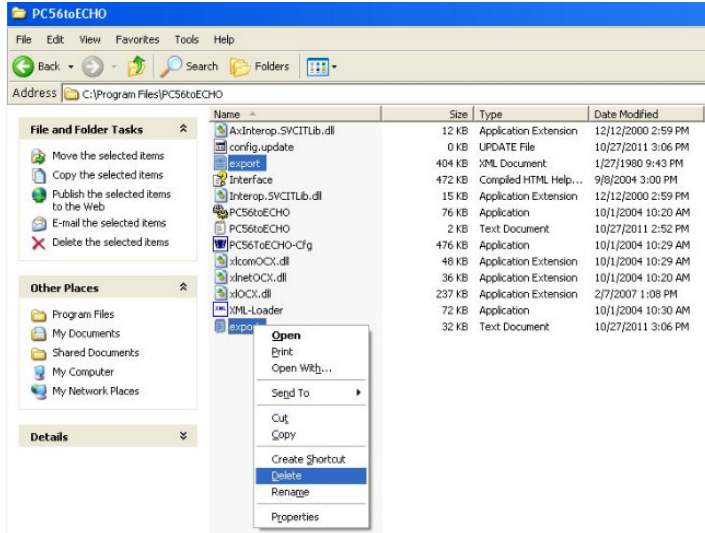 PC56toECHO
File Edit View Favorites Tools Help
Back Search Folders
Address C:\Program Files\PC56toECHO
File and Folder Tasks
Move the selected items
Copy the selected items
Publish the selected items
to the Web
E-mail the selected items
Delete the selected items
Other Places
Program Files
My Documents
Shared Documents
My Computer
My Network Places
Details
Name Size Type Date Modified
AxInterop.SVCITLib.dll 12 KB Application Extension 12/12/2000 2:59 PM
config.update 0 KB UPDATE File 10/27/2011 3:06 PM
export 404 KB XML Document 1/27/1980 9:43 PM
Interface 472 KB Compiled HTML Help... 9/8/2004 3:00 PM
Interop.SVCITLib.dll 15 KB Application Extension 12/12/2000 2:59 PM
PC56toECHO 76 KB Application 10/1/2004 10:20 AM
PC56toECHO 2 KB Text Document 10/27/2011 2:52 PM
PC56ToECHO-Cfg 476 KB Application 10/1/2004 10:29 AM
xlcomOCX.dll 48 KB Application Extension 10/1/2004 10:29 AM
xlnetOCX.dll 36 KB Application Extension 10/1/2004 10:20 AM
xlOCX.dll 237 KB Application Extension 2/7/2007 1:08 PM
XML-Loader 72 KB Application 10/1/2004 10:30 AM
export 32 KB Text Document 10/27/2011 3:06 PM
Open
Print
Open With...
Send To
Cut
Copy
Create Shortcut
Delete
Rename
Properties